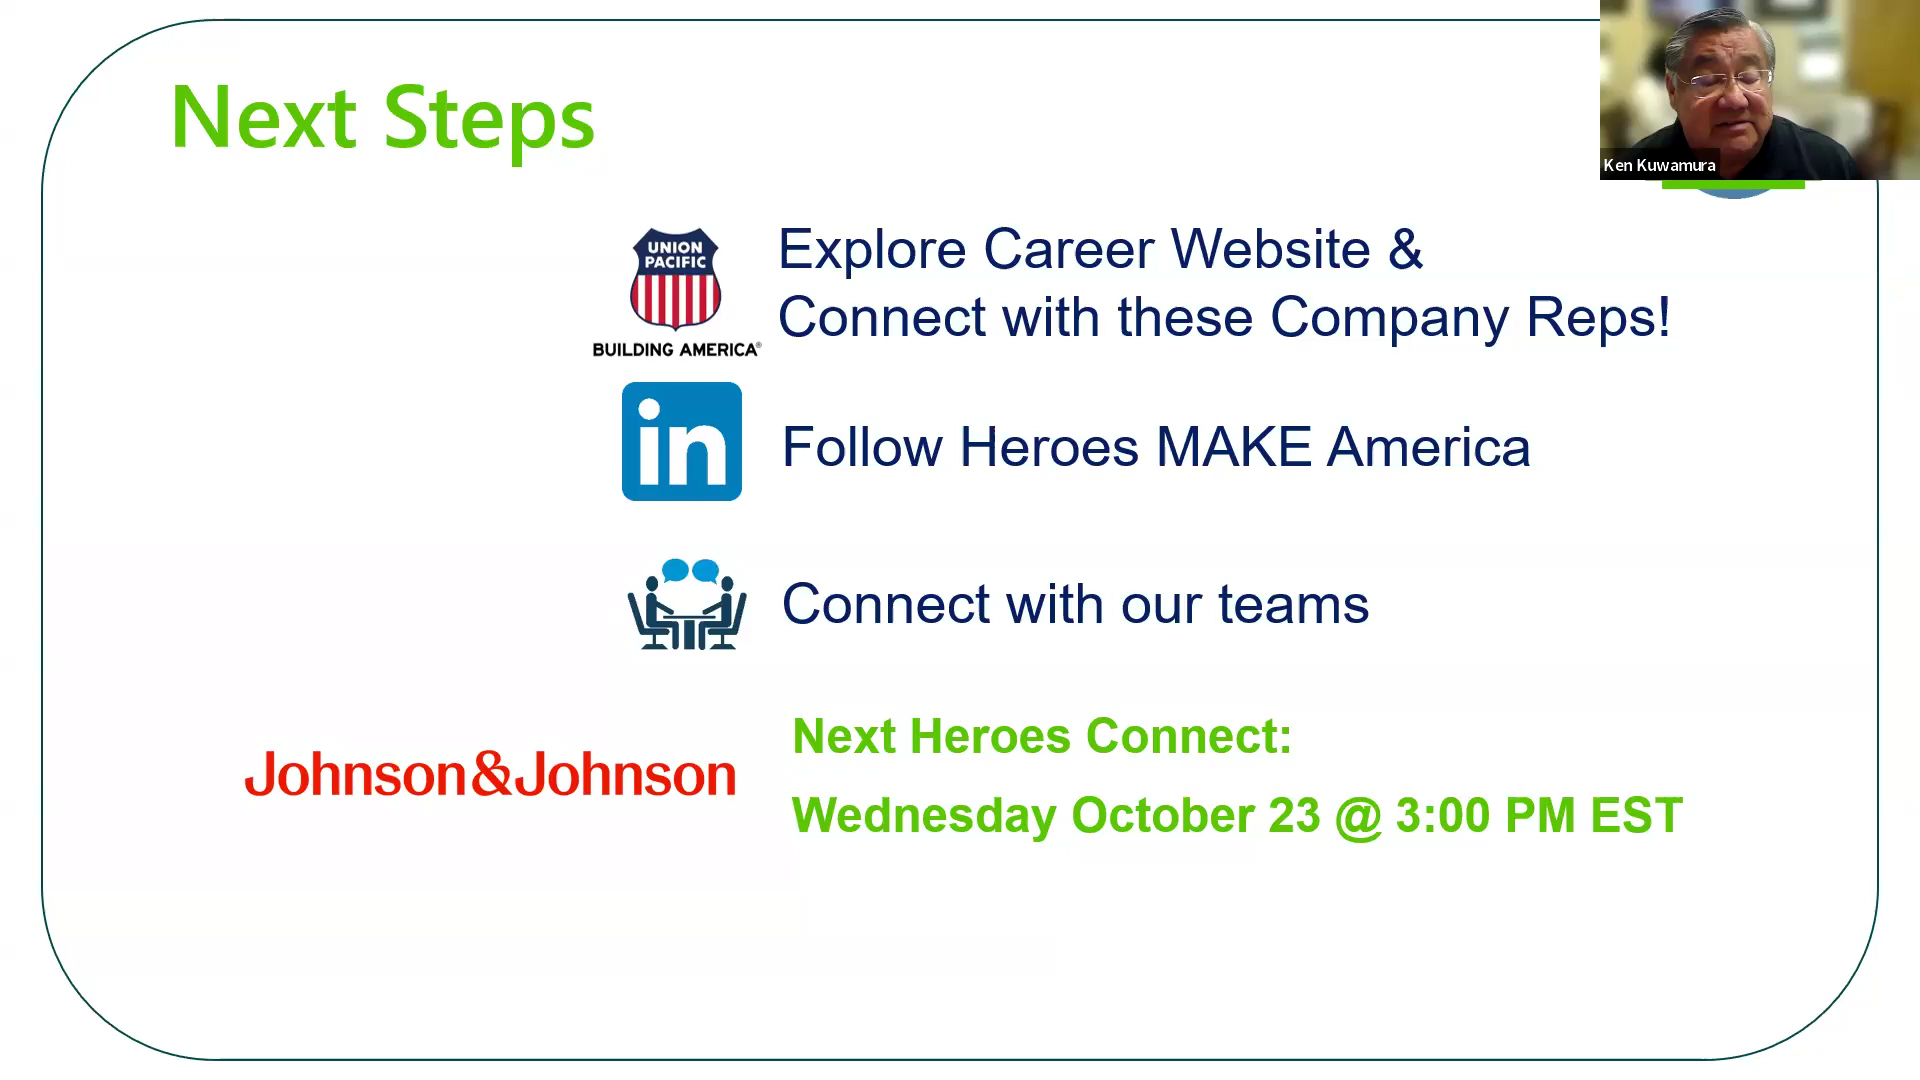 Next Steps
Ken Kuwamura
UNION
PACIFIC
BUILDING AMERICA®
Explore Career Website &
Connect with these Company Reps!
in
Follow Heroes MAKE America
Connect with our teams
Johnson&Johnson
Next Heroes Connect:
Wednesday October 23 @ 3:00 PM EST